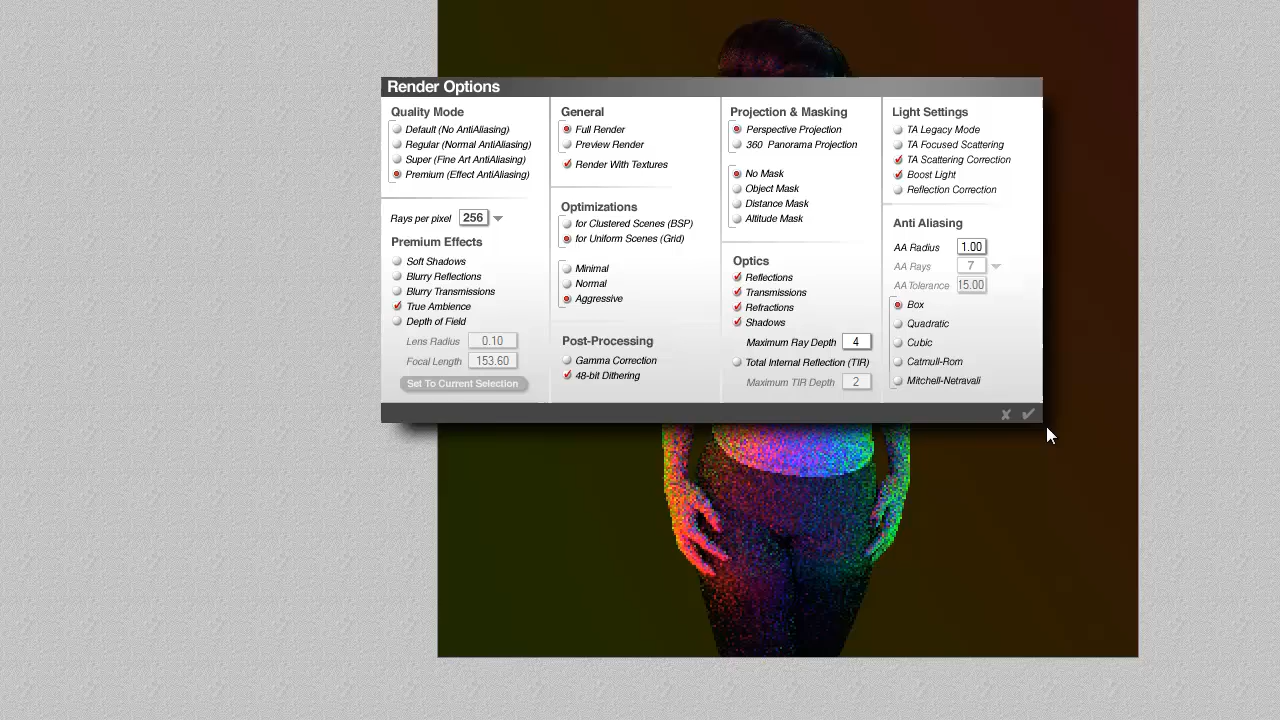 Render Options
Quality Mode
Default (No AntiAliasing)
Regular (Normal AntiAliasing)
Super (Fine Art AntiAliasing)
Premium (Effect AntiAliasing)
Rays per pixel 256
Premium Effects
Soft Shadows
Blurry Reflections
Blurry Transmissions
True Ambience
Depth of Field
Lens Radius 0.10
Focal Length 153.60
Set To Current Selection
General
Full Render
Preview Render
Render With Textures
Optimizations
for Clustered Scenes (BSP)
for Uniform Scenes (Grid)
Minimal
Normal
Aggressive
Post-Processing
Gamma Correction
48-bit Dithering
Projection & Masking
Perspective Projection
360 Panorama Projection
No Mask
Object Mask
Distance Mask
Altitude Mask
Optics
Reflections
Transmissions
Refractions
Shadows
Maximum Ray Depth 4
Total Internal Reflection (TIR)
Maximum TIR Depth 2
Light Settings
TA Legacy Mode
TA Focused Scattering
TA Scattering Correction
Boost Light
Reflection Correction
Anti Aliasing
AA Radius 1.00
AA Rays 7
AA Tolerance 15.00
Box
Quadratic
Cubic
Catmull-Rom
Mitchell-Netravali